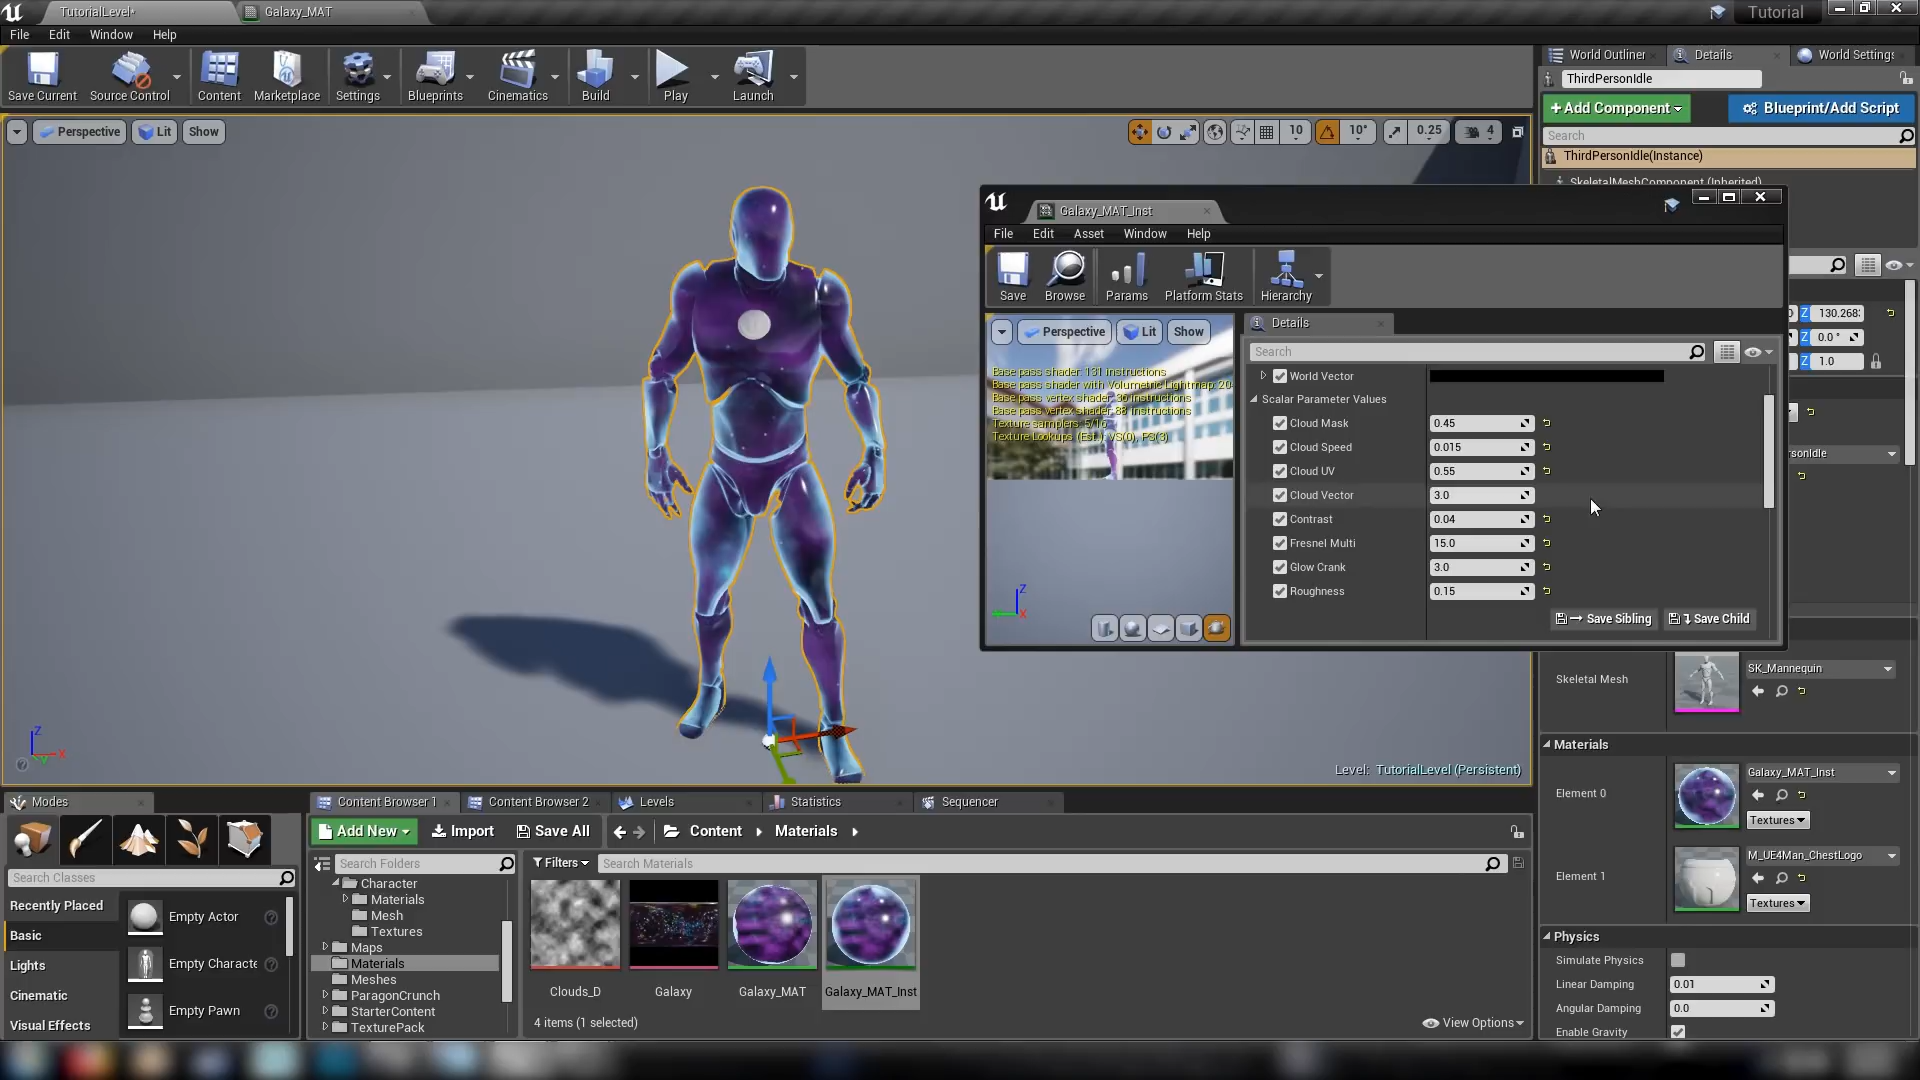 TutorialLevel*
Galaxy_MAT
Tutorial
File Edit Window Help
Save Current
Source Control
Content
Marketplace
Settings
Blueprints
Cinematics
Build
Play
Launch
Perspective Lit Show
10 10° 0.25 4
World Outliner
Details
World Settings
ThirdPersonIdle
+Add Component
Blueprint/Add Script
Search
ThirdPersonIdle(Instance)
SkeletalMeshComponent (Inherited)
Galaxy_MAT_Inst
File Edit Asset Window Help
Save Browse Params Platform Stats Hierarchy
Perspective Lit Show
Base pass shader: 131 instructions
Base pass shader with Volumetric Lightmap: 20
Base pass vertex shader: 36 instructions
Base pass vertex shader: 88 instructions
Texture samplers: 5/16
Texture Lookups (Est.): VS(0), PS(3)
Z
X
Details
Search
World Vector
Scalar Parameter Values
Cloud Mask 0.45
Cloud Speed 0.015
Cloud UV 0.55
Cloud Vector 3.0
Contrast 0.04
Fresnel Multi 15.0
Glow Crank 3.0
Roughness 0.15
Save Sibling
Save Child
Z 130.268
Z 0.0°
Z 1.0
rsonIdle
Skeletal Mesh
SK_Mannequin
Materials
Element 0
Galaxy_MAT_Inst
Textures
Element 1
M_UE4Man_ChestLogo
Textures
Physics
Simulate Physics
Linear Damping 0.01
Angular Damping 0.0
Enable Gravity
Z
X
Y
Level: TutorialLevel (Persistent)
Modes
Search Classes
Recently Placed
Basic
Lights
Cinematic
Visual Effects
Empty Actor
Empty Characte
Empty Pawn
Content Browser 1
Content Browser 2
Levels
Statistics
Sequencer
Add New
Import
Save All
Content
Materials
Search Folders
Filters
Search Materials
Character
Materials
Mesh
Textures
Maps
Materials
Meshes
ParagonCrunch
StarterContent
TexturePack
Clouds_D
Galaxy
Galaxy_MAT
Galaxy_MAT_Inst
4 items (1 selected)
View Options